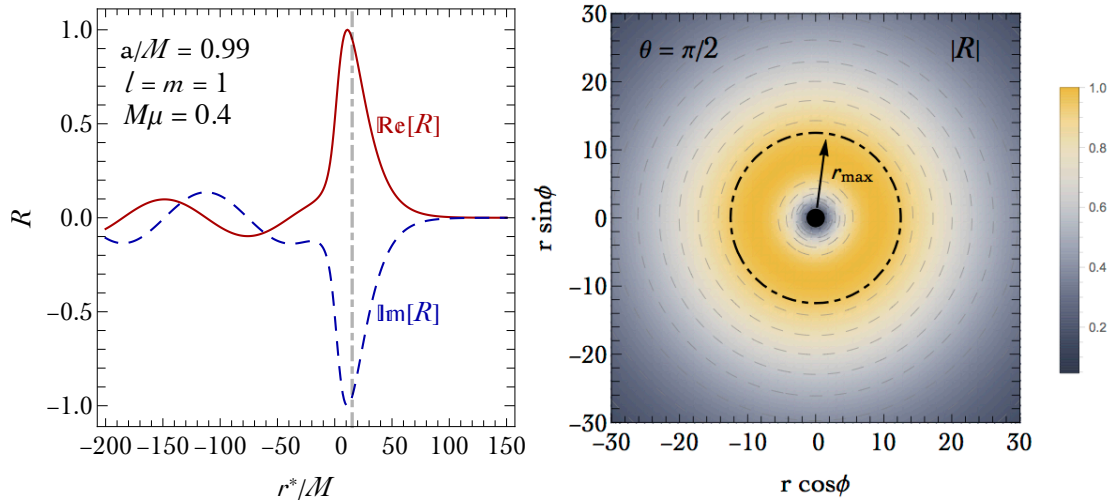 a/M = 0.99
l = m = 1
Mμ = 0.4
ℝe[R]
𝕀m[R]
R
1.0
0.5
0.0
−0.5
−1.0
−200 −150 −100 −50 0 50 100 150
r*/M
θ = π/2
|R|
r_max
r sinϕ
30
20
10
0
−10
−20
−30
−30 −20 −10 0 10 20 30
r cosϕ
1.0
0.8
0.6
0.4
0.2